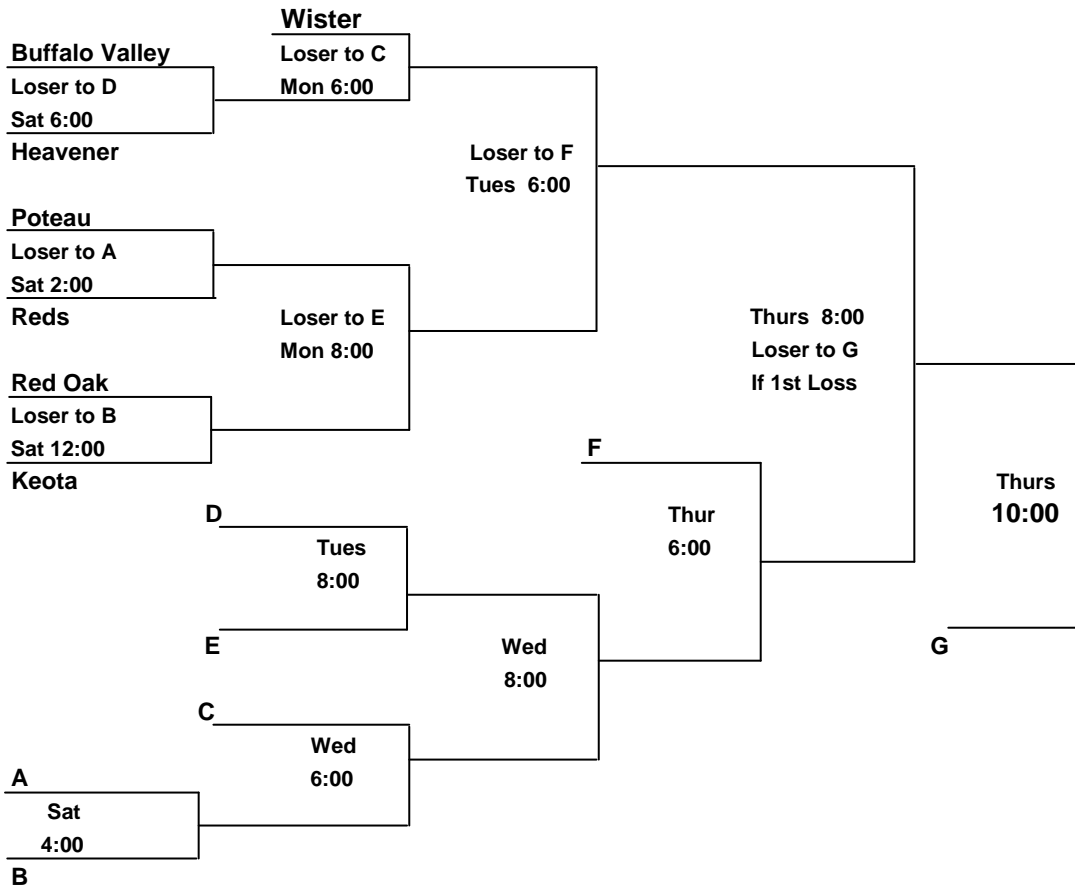 Wister
Buffalo Valley
Loser to C
Loser to D
Mon 6:00
Sat 6:00
Heavener
Loser to F
Tues  6:00
Poteau
Loser to A
Sat 2:00
Reds
Loser to E
Mon 8:00
Thurs  8:00
Loser to G
If 1st Loss
Red Oak
Loser to B
Sat 12:00
Keota
F
Thurs
10:00
D
Tues
8:00
Thur
6:00
E
Wed
8:00
G
C
Wed
6:00
A
Sat
4:00
B